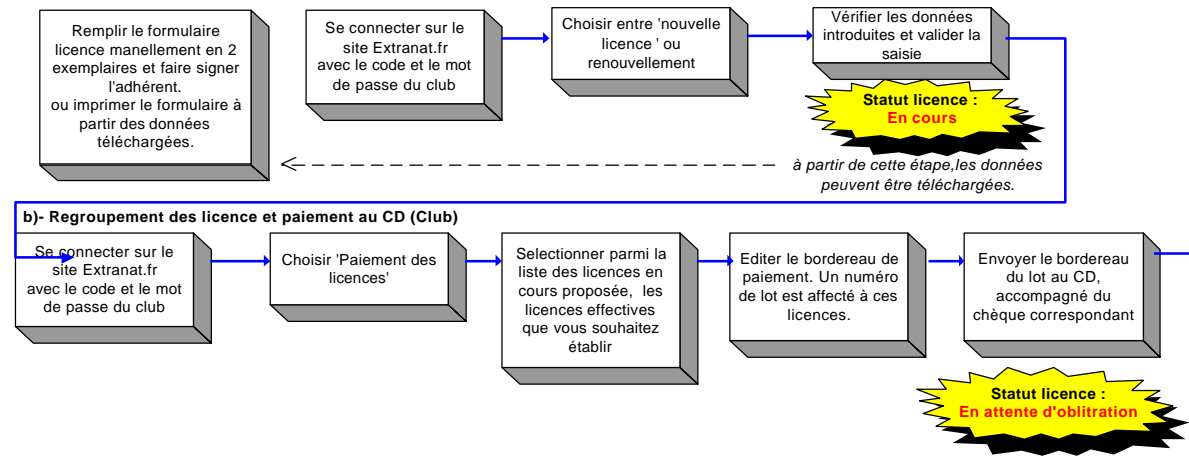 Remplir le formulaire
licence manellement en 2
exemplaires et faire signer
l'adhérent.
ou imprimer le formulaire à
partir des données
téléchargées.
Se connecter sur le
site Extranat.fr
avec le code et le mot
de passe du club
Choisir entre 'nouvelle
licence ' ou
renouvellement
Vérifier les données
introduites et valider la
saisie
Statut licence :
En cours
à partir de cette étape,les données
peuvent être téléchargées.
b)- Regroupement des licence et paiement au CD (Club)
Se connecter sur le
site Extranat.fr
avec le code et le mot
de passe du club
Choisir 'Paiement des
licences'
Selectionner parmi la
liste des licences en
cours proposée, les
licences effectives
que vous souhaitez
établir
Editer le bordereau de
paiement. Un numéro
de lot est affecté à ces
licences.
Envoyer le bordereau
du lot au CD,
accompagné du
chèque correspondant
Statut licence :
En attente d'oblitration